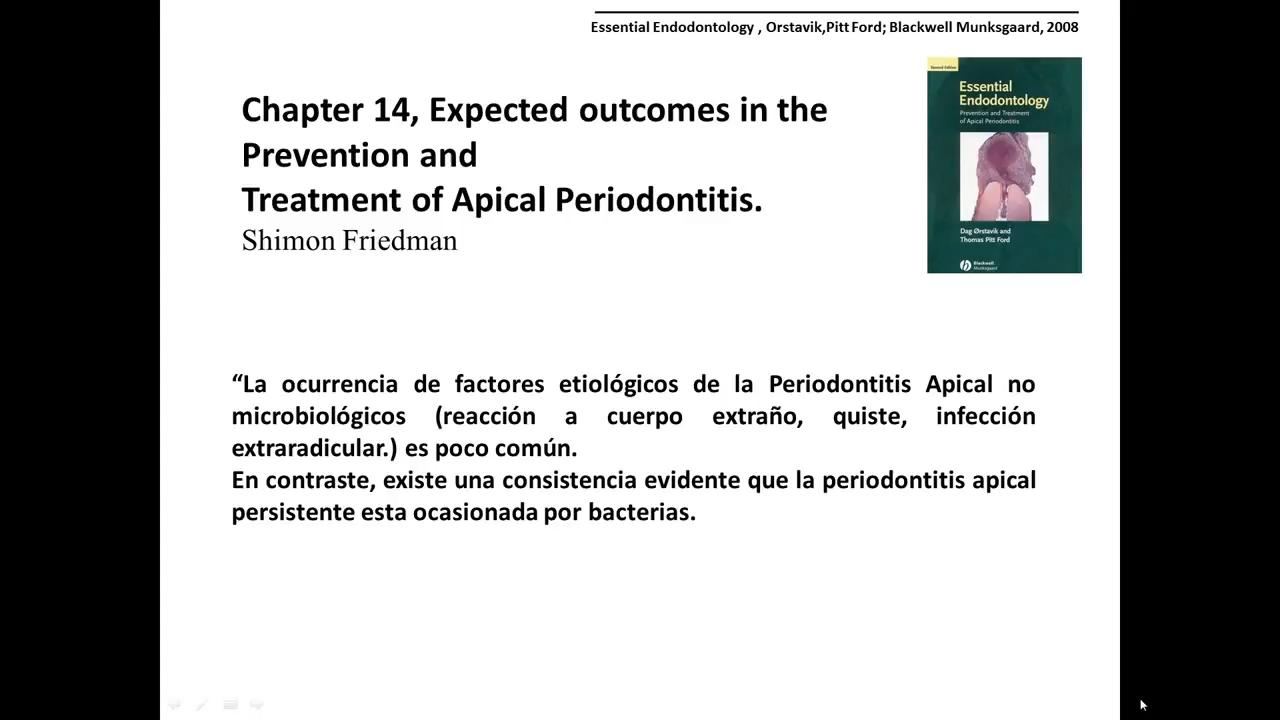 Essential Endodontology , Orstavik,Pitt Ford; Blackwell Munksgaard, 2008
Second Edition
Essential
Endodontology
Prevention and Treatment
of Apical Periodontitis
Dag Ørstavik and
Thomas Pitt Ford
Blackwell
Munksgaard
Chapter 14, Expected outcomes in the
Prevention and
Treatment of Apical Periodontitis.
Shimon Friedman
“La ocurrencia de factores etiológicos de la Periodontitis Apical no
microbiológicos (reacción a cuerpo extraño, quiste, infección
extraradicular.) es poco común.
En contraste, existe una consistencia evidente que la periodontitis apical
persistente esta ocasionada por bacterias.